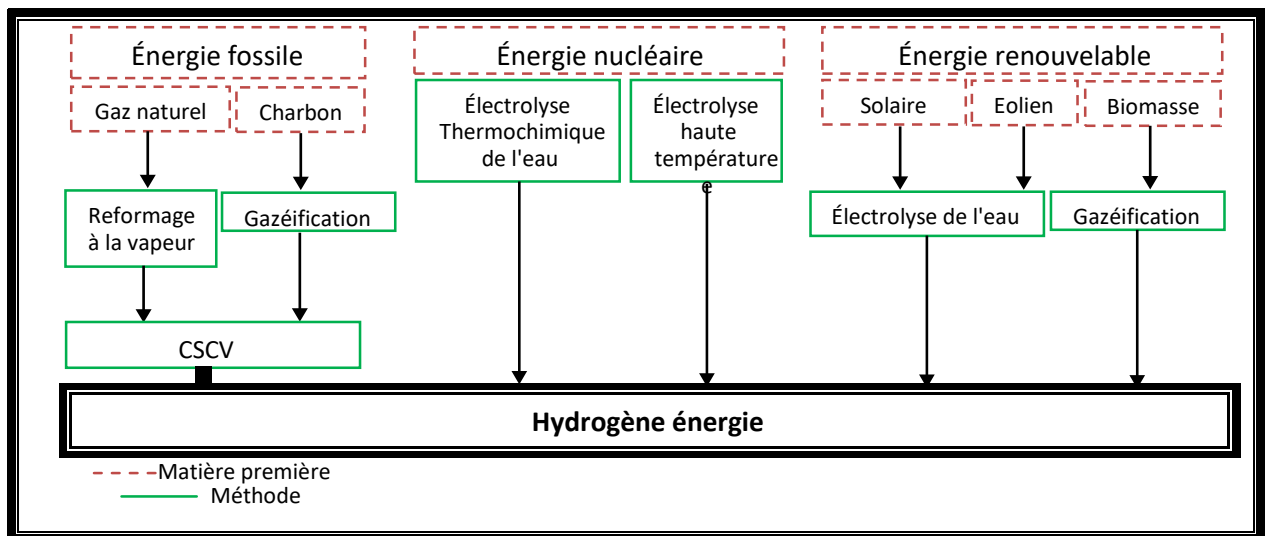 Énergie fossile
Énergie nucléaire
Énergie renouvelable
Gaz naturel
Charbon
Électrolyse
Thermochimique
de l'eau
Électrolyse
haute
température
e
Solaire
Eolien
Biomasse
Reformage
à la vapeur
Gazéification
Électrolyse de l'eau
Gazéification
CSCV
Hydrogène énergie
Matière première
Méthode